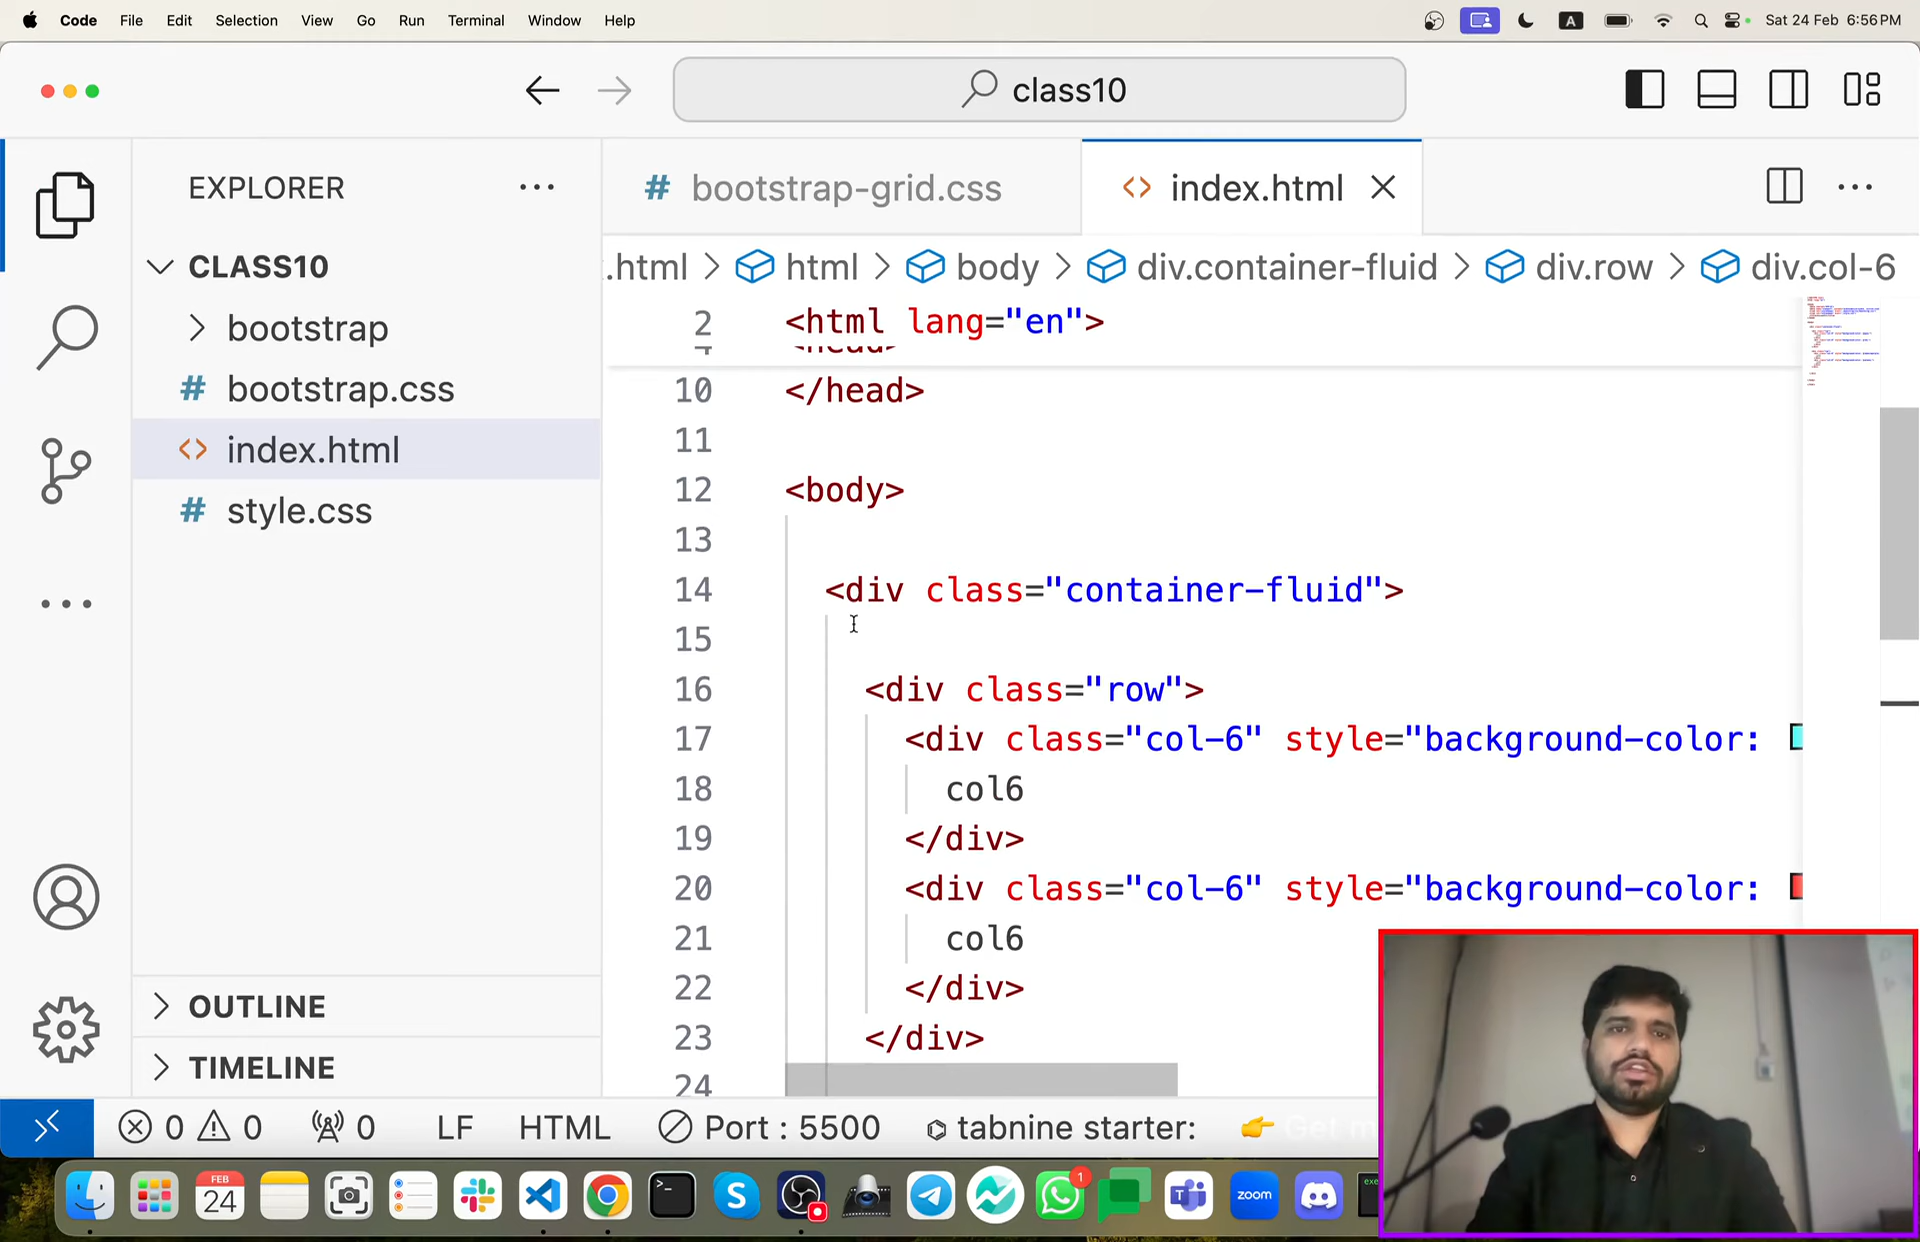 Code File Edit Selection View Go Run Terminal Window Help
A
Sat 24 Feb 6:56 PM
class10
EXPLORER
# bootstrap-grid.css
<> index.html
.html > html > body > div.container-fluid > div.row > div.col-6
CLASS10
bootstrap
# bootstrap.css
<> index.html
# style.css
2 <html lang="en">
4 <head>
10 </head>
11
12 <body>
13
14 <div class="container-fluid">
15
16 <div class="row">
17 <div class="col-6" style="background-color:
18 col6
19 </div>
20 <div class="col-6" style="background-color:
21 col6
22 </div>
23 </div>
24
OUTLINE
TIMELINE
0 0 0 LF HTML Port : 5500 tabnine starter: 👉 Get m
FEB
24
>_
S
1
zoom
exe